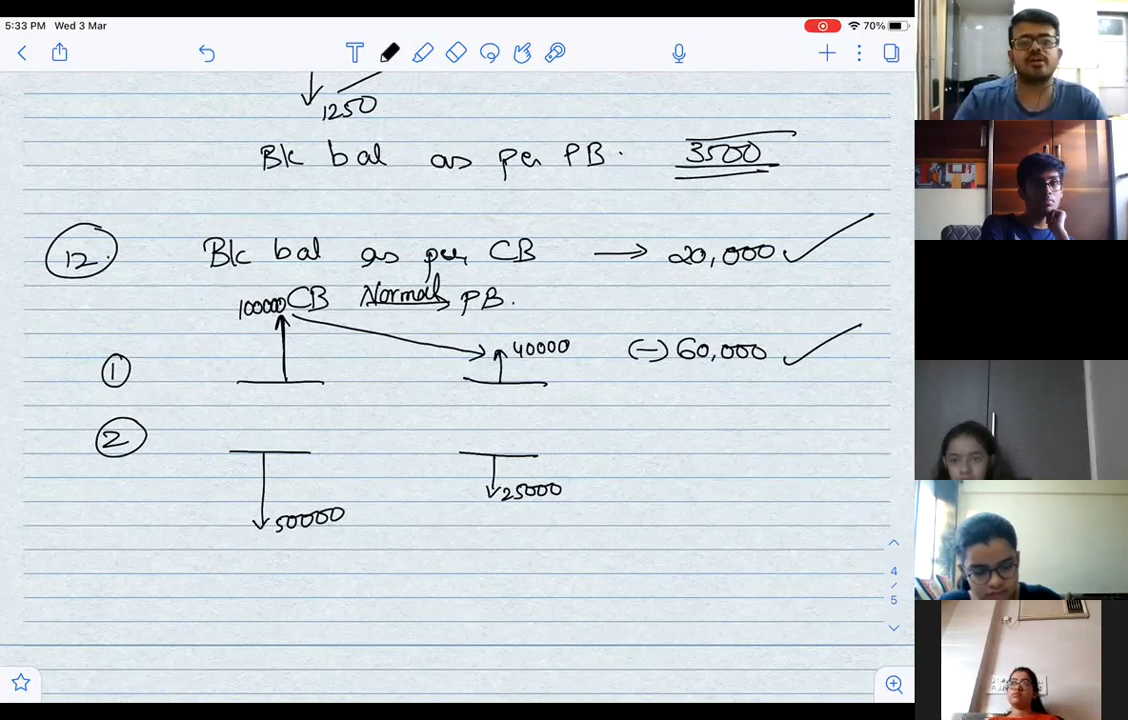 5:33 PM Wed 3 Mar
70%
1250
Bk bal as per PB. 3500
12. Bk bal as per CB → 20,000
100000 CB Normal PB.
1 40000 (-) 60,000
2
50000 25000
4
/
5